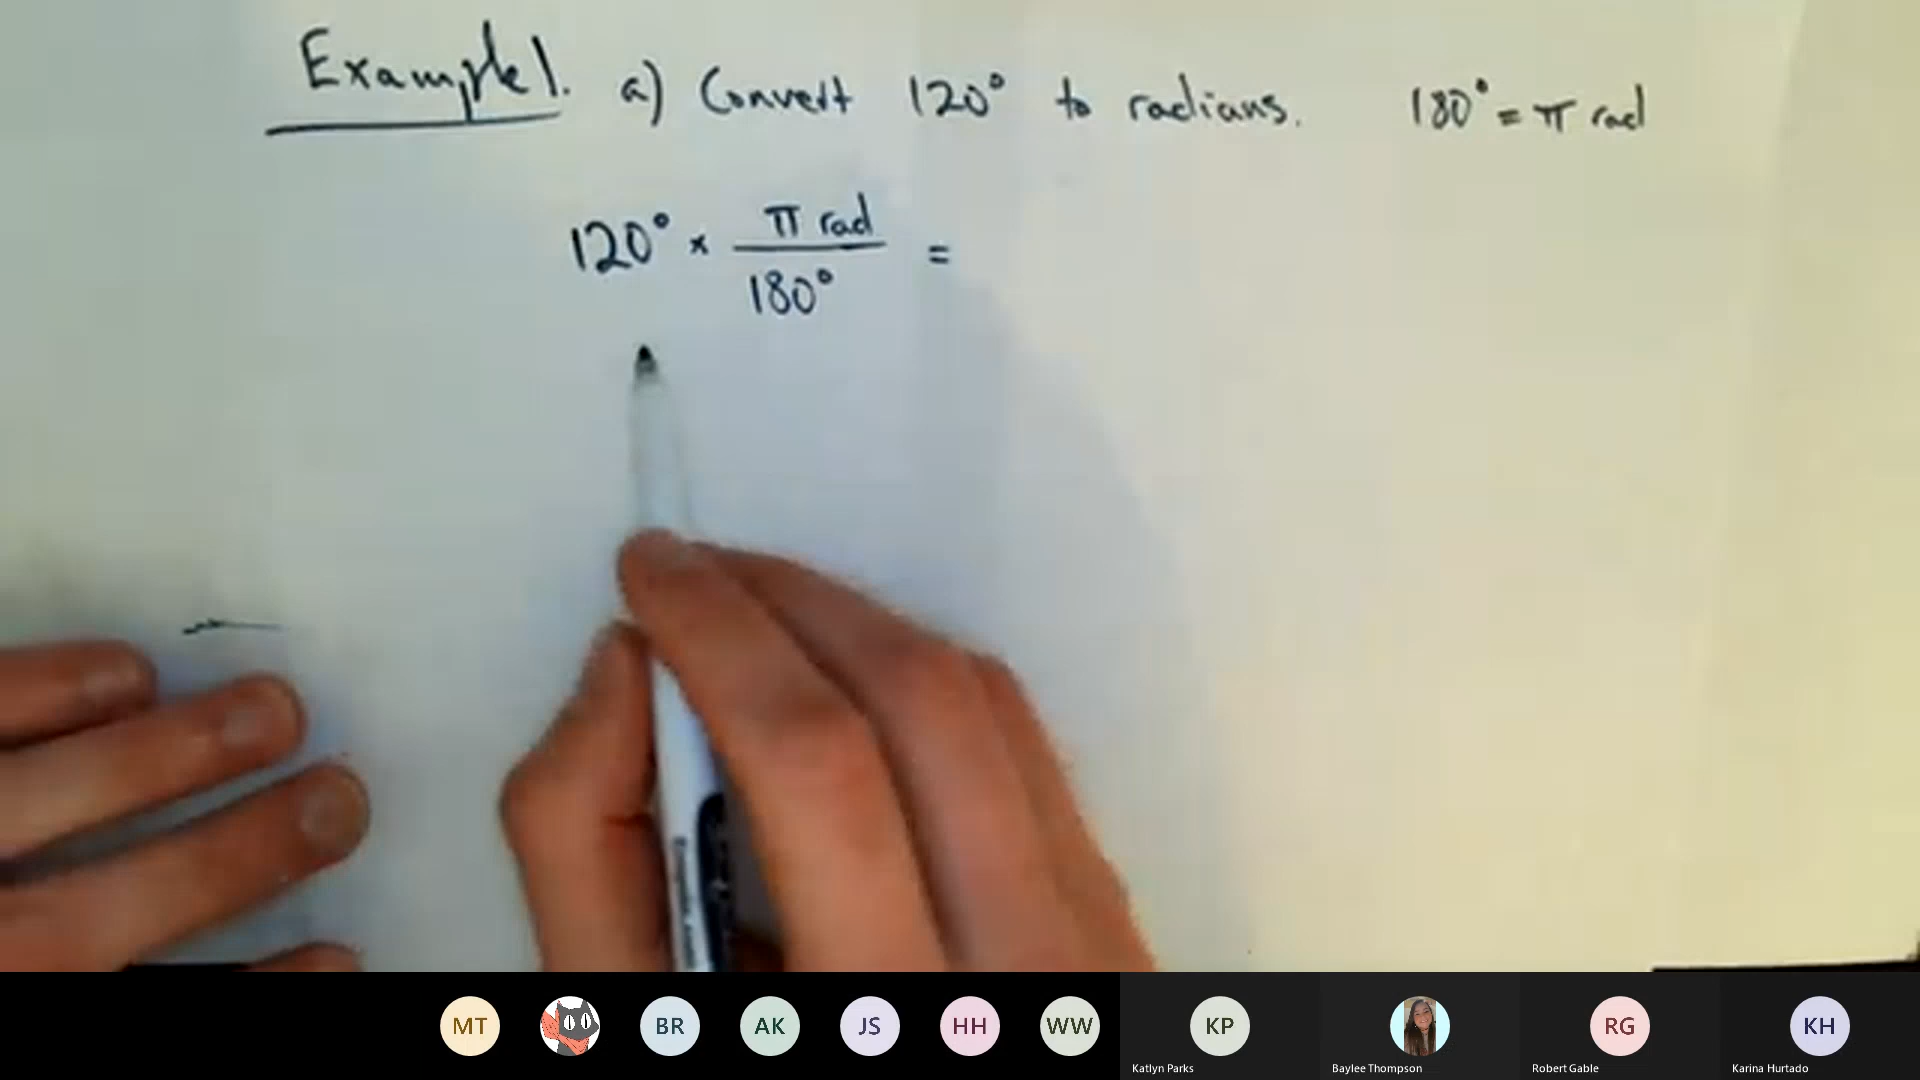 Example 1. a) Convert 120° to radians. 180° = π rad
120° × π rad / 180° =
MT BR AK JS HH WW KP RG KH
Katlyn Parks Baylee Thompson Robert Gable Karina Hurtado